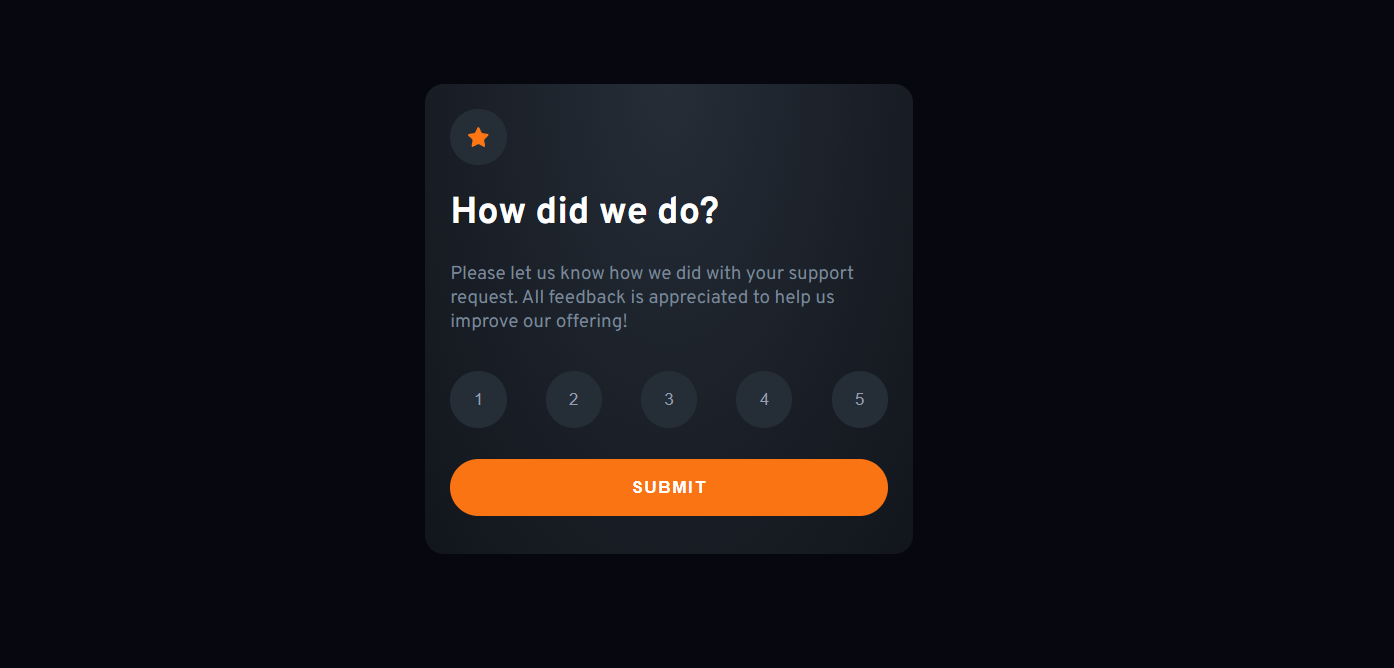 How did we do?
Please let us know how we did with your support
request. All feedback is appreciated to help us
improve our offering!
1 2 3 4 5
SUBMIT